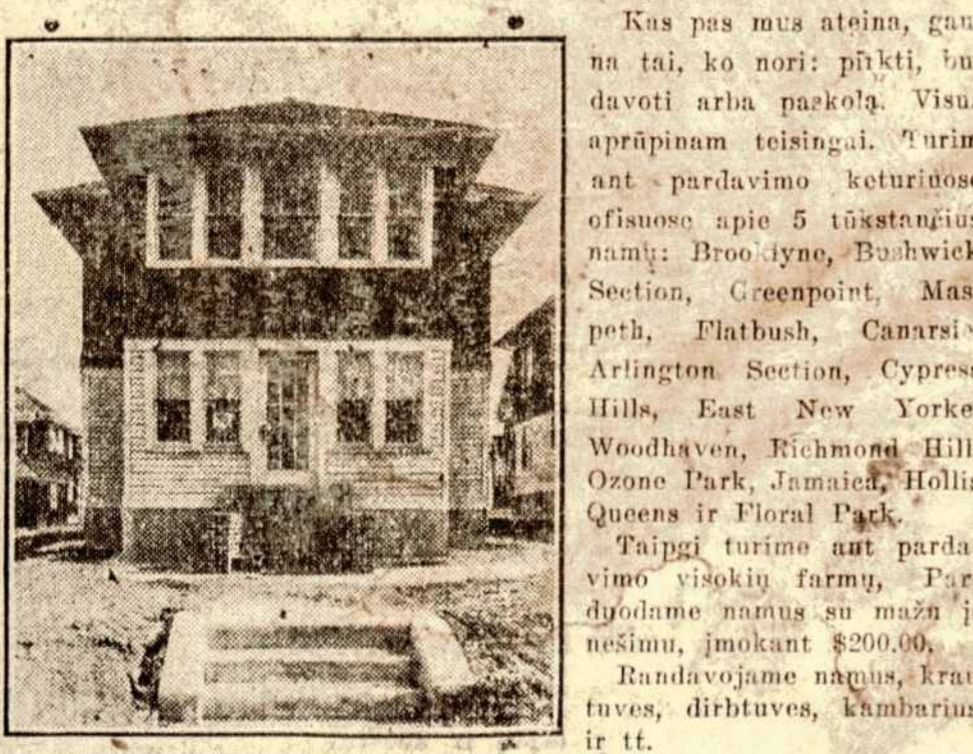 Kas pas mus ateina, gau
na tai, ko nori: pirkti, bu
davoti arba paskolą. Visus
aprūpinam teisingai. Turim
ant pardavimo keturiuose
ofisuose apie 5 tūkstančius
namų: Brooklyne, Bushwick
Section, Greenpoint, Mas
peth, Flatbush, Canarsi
Arlington Section, Cypress
Hills, East New Yorke
Woodhaven, Richmond Hill
Ozone Park, Jamaica, Hollis
Queens ir Floral Park.
Taipgi turime ant parda
vimo visokių farmų, Par
duodame namus su mažu į
nešimu, įmokant $200.00.
Randavojame namus, krau
tuves, dirbtuves, kambarius
ir tt.